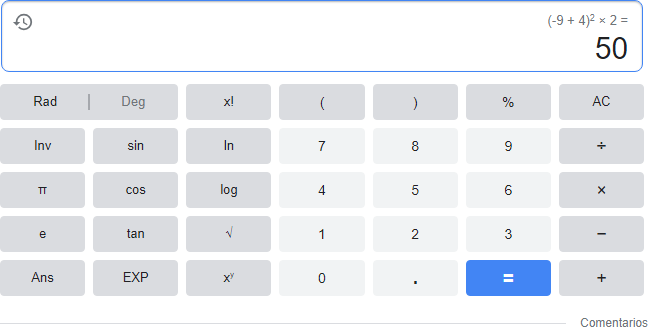 (-9 + 4)² × 2 =
50
Rad | Deg x! ( ) % AC
Inv sin ln 7 8 9 ÷
π cos log 4 5 6 ×
e tan √ 1 2 3 −
Ans EXP xʸ 0 . = +
Comentarios